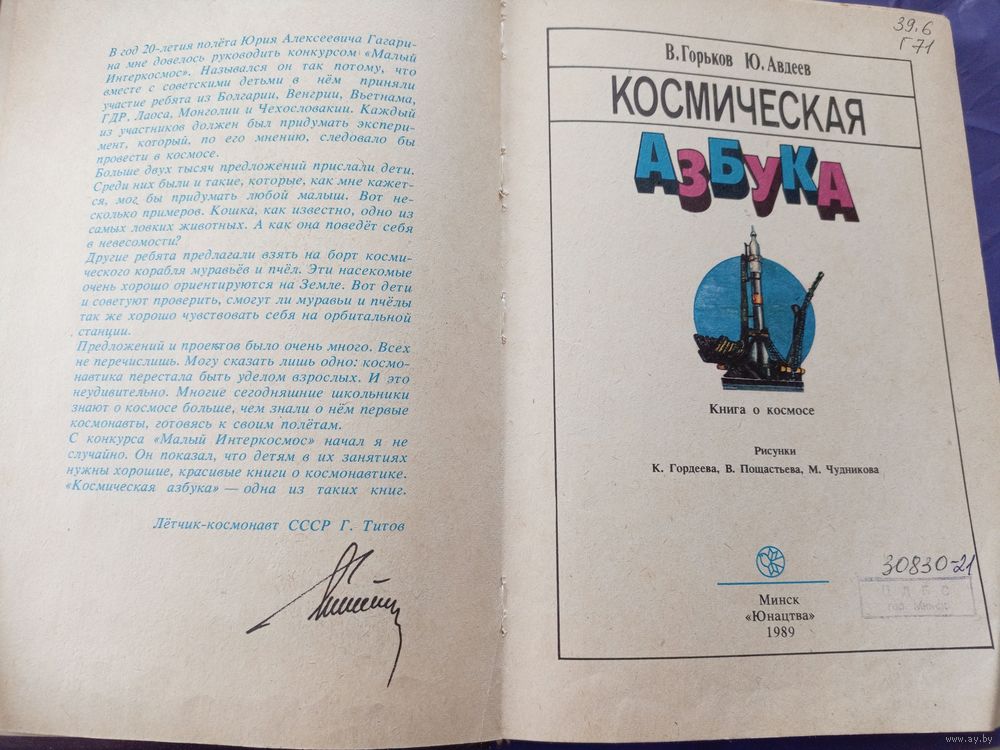 В год 20-летия полёта Юрия Алексеевича Гагари-
на мне довелось руководить конкурсом «Малый
Интеркосмос». Назывался он так потому, что
вместе с советскими детьми в нём приняли
участие ребята из Болгарии, Венгрии, Вьетнама,
ГДР, Лаоса, Монголии и Чехословакии. Каждый
из участников должен был придумать экспери-
мент, который, по его мнению, следовало бы
провести в космосе.
Больше двух тысяч предложений прислали дети.
Среди них были и такие, которые, как мне кажет-
ся, мог бы придумать любой малыш. Вот не-
сколько примеров. Кошка, как известно, одно из
самых ловких животных. А как она поведёт себя
в невесомости?
Другие ребята предлагали взять на борт косми-
ческого корабля муравьёв и пчёл. Эти насекомые
очень хорошо ориентируются на Земле. Вот дети
и советуют проверить, смогут ли муравьи и пчёлы
так же хорошо чувствовать себя на орбитальной
станции.
Предложений и проектов было очень много. Всех
не перечислишь. Могу сказать лишь одно: космо-
навтика перестала быть уделом взрослых. И это
неудивительно. Многие сегодняшние школьники
знают о космосе больше, чем знали о нём первые
космонавты, готовясь к своим полётам.
С конкурса «Малый Интеркосмос» начал я не
случайно. Он показал, что детям в их занятиях
нужны хорошие, красивые книги о космонавтике.
«Космическая азбука» — одна из таких книг.
Лётчик-космонавт СССР Г. Титов
39.6
Г-71
В. Горьков Ю. Авдеев
КОСМИЧЕСКАЯ
АЗБУКА
Книга о космосе
Рисунки
К. Гордеева, В. Пощастьева, М. Чудникова
30830-21
ЦДБС
гор. Минск
Минск
«Юнацтва»
1989
www.ay.by